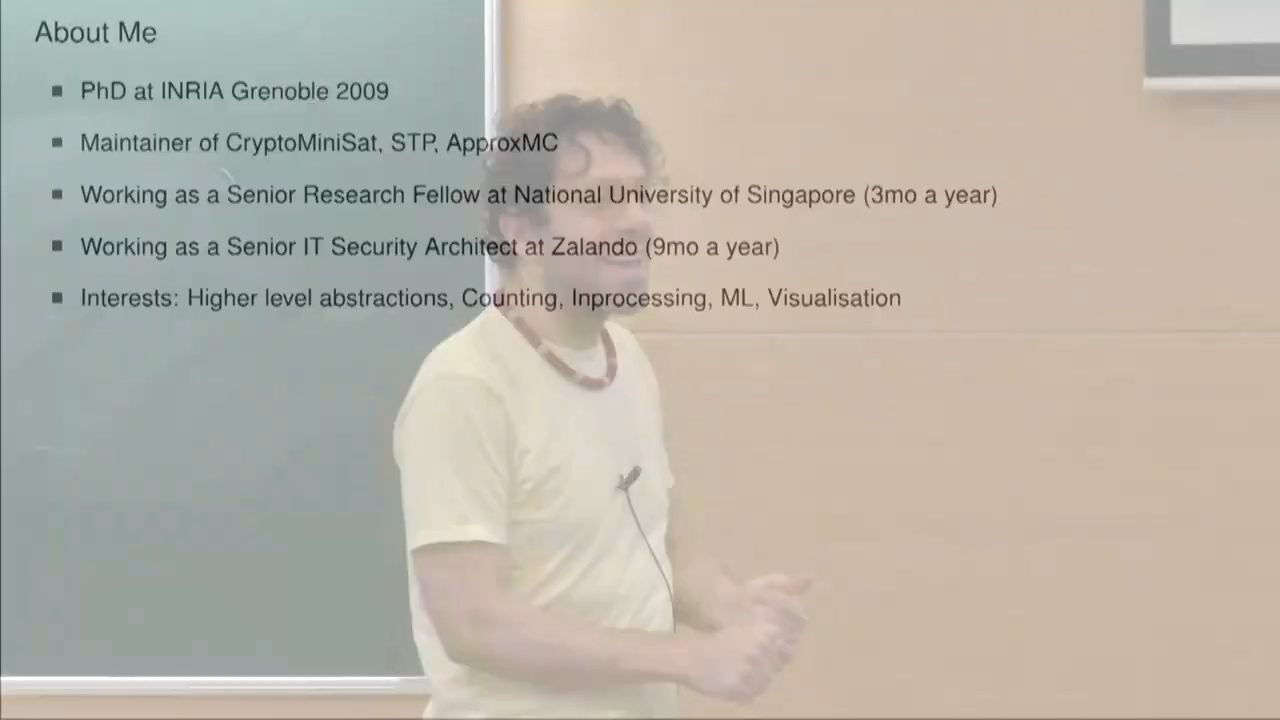 About Me
PhD at INRIA Grenoble 2009
Maintainer of CryptoMiniSat, STP, ApproxMC
Working as a Senior Research Fellow at National University of Singapore (3mo a year)
Working as a Senior IT Security Architect at Zalando (9mo a year)
Interests: Higher level abstractions, Counting, Inprocessing, ML, Visualisation